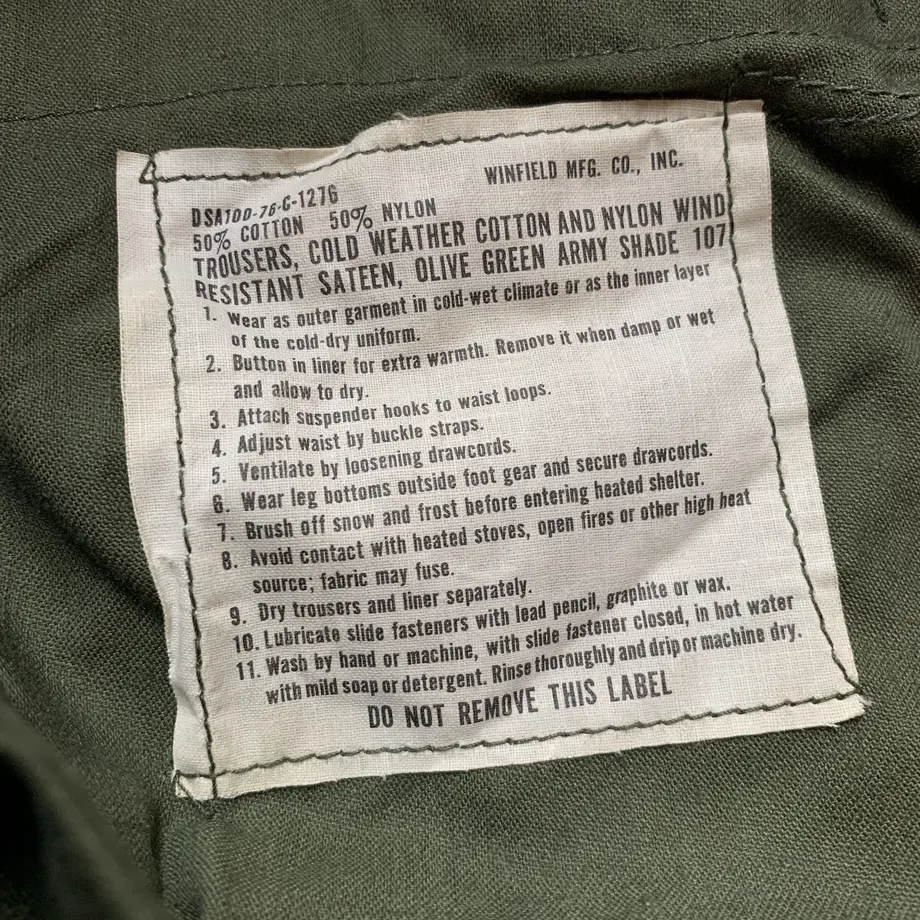 WINFIELD MFG. CO., INC.
DSA100-76-C-1276
50% COTTON 50% NYLON
TROUSERS, COLD WEATHER COTTON AND NYLON WIND
RESISTANT SATEEN, OLIVE GREEN ARMY SHADE 107
1. Wear as outer garment in cold-wet climate or as the inner layer
of the cold-dry uniform.
2. Button in liner for extra warmth. Remove it when damp or wet
and allow to dry.
3. Attach suspender hooks to waist loops.
4. Adjust waist by buckle straps.
5. Ventilate by loosening drawcords.
6. Wear leg bottoms outside foot gear and secure drawcords.
7. Brush off snow and frost before entering heated shelter.
8. Avoid contact with heated stoves, open fires or other high heat
source; fabric may fuse.
9. Dry trousers and liner separately.
10. Lubricate slide fasteners with lead pencil, graphite or wax.
11. Wash by hand or machine, with slide fastener closed, in hot water
with mild soap or detergent. Rinse thoroughly and drip or machine dry.
DO NOT REMOVE THIS LABEL